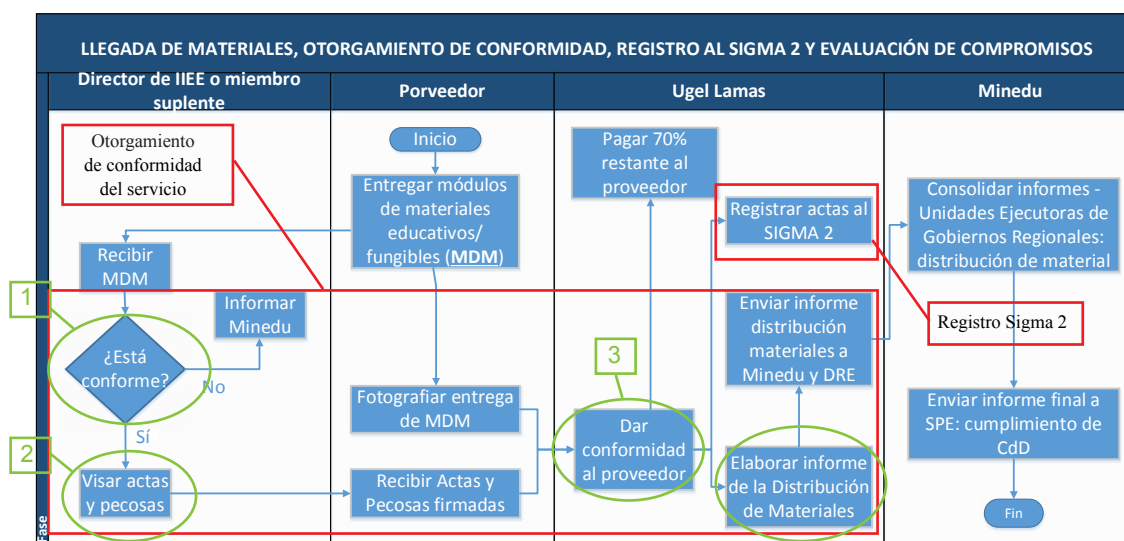 LLEGADA DE MATERIALES, OTORGAMIENTO DE CONFORMIDAD, REGISTRO AL SIGMA 2 Y EVALUACIÓN DE COMPROMISOS
Director de IIEE o miembro
suplente
Porveedor
Ugel Lamas
Minedu
Otorgamiento
de conformidad
del servicio
Recibir
MDM
1
Informar
Minedu
¿Está
conforme?
No
Sí
2
Visar actas
y pecosas
Inicio
Entregar módulos
de materiales
educativos/
fungibles (MDM)
Fotografiar entrega
de MDM
Recibir Actas y
Pecosas firmadas
Pagar 70%
restante al
proveedor
Registrar actas al
SIGMA 2
Enviar informe
distribución
materiales a
Minedu y DRE
3
Dar
conformidad
al proveedor
Elaborar informe
de la Distribución
de Materiales
Consolidar informes -
Unidades Ejecutoras de
Gobiernos Regionales:
distribución de material
Registro Sigma 2
Enviar informe final a
SPE: cumplimiento de
CdD
Fin
Fase